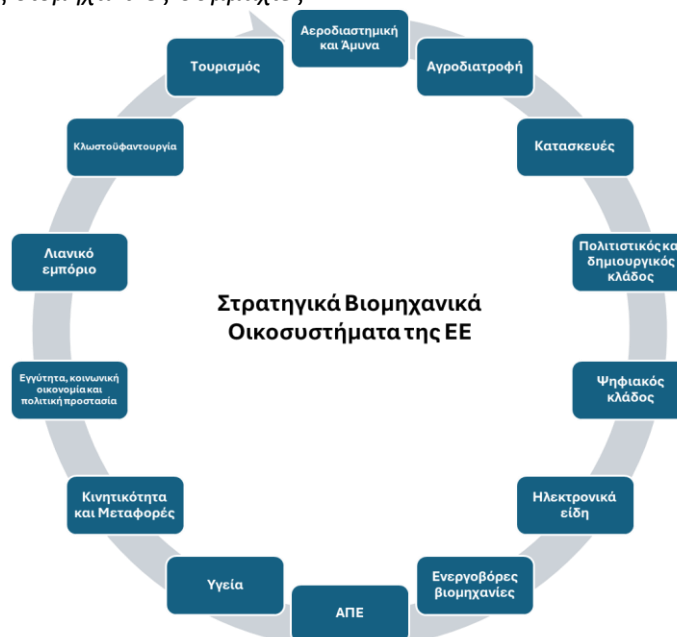 Αεροδιαστημική
και Άμυνα
Αγροδιατροφή
Κατασκευές
Πολιτιστικός
δημιουργικός
κλάδος
Ψηφιακός
κλάδος
Ηλεκτρονικά
είδη
Ενεργοβόρες
βιομηχανίες
ΑΠΕ
Υγεία
Κινητικότητα
και Μεταφορές
Εγγύτητα, κοινωνική
οικονομία και
πολιτική προστασία
Λιανικό
εμπόριο
Κλωστοϋφαντουργία
Τουρισμός
Στρατηγικά Βιομηχανικά
Οικοσυστήματα της ΕΕ